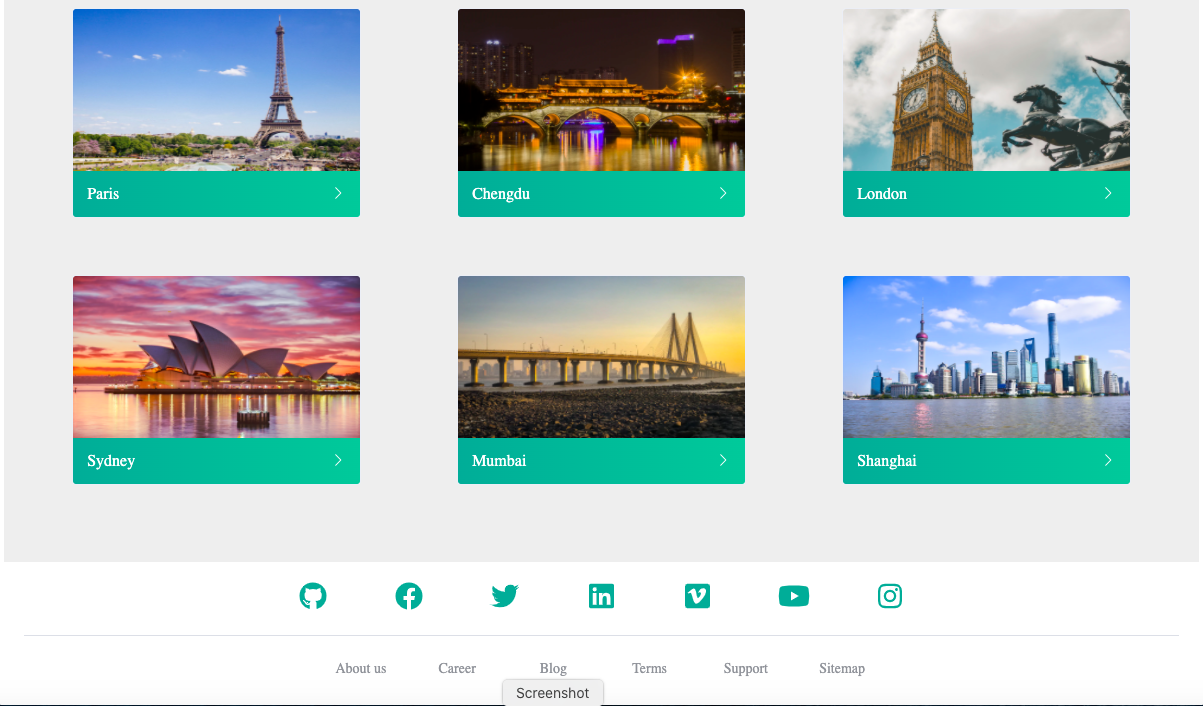 Paris
Chengdu
London
Sydney
Mumbai
Shanghai
About us
Career
Blog
Terms
Support
Sitemap
Screenshot